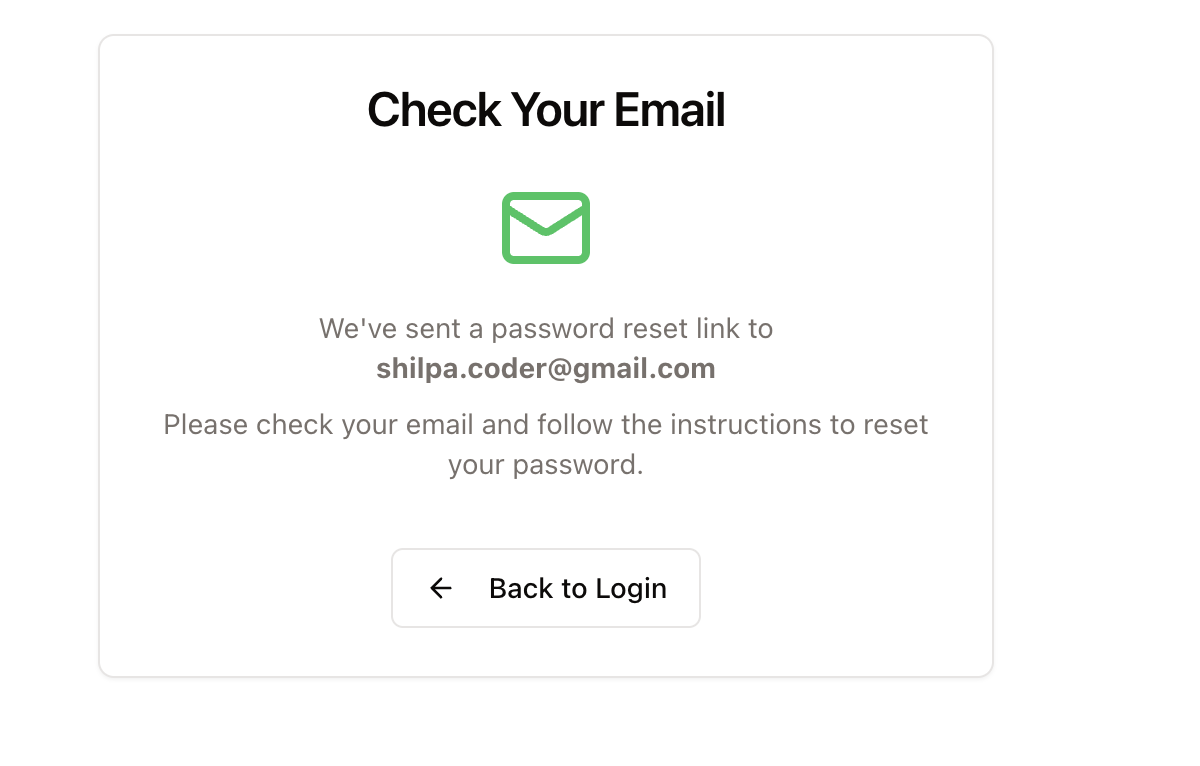 Check Your Email
We've sent a password reset link to
shilpa.coder@gmail.com
Please check your email and follow the instructions to reset
your password.
Back to Login